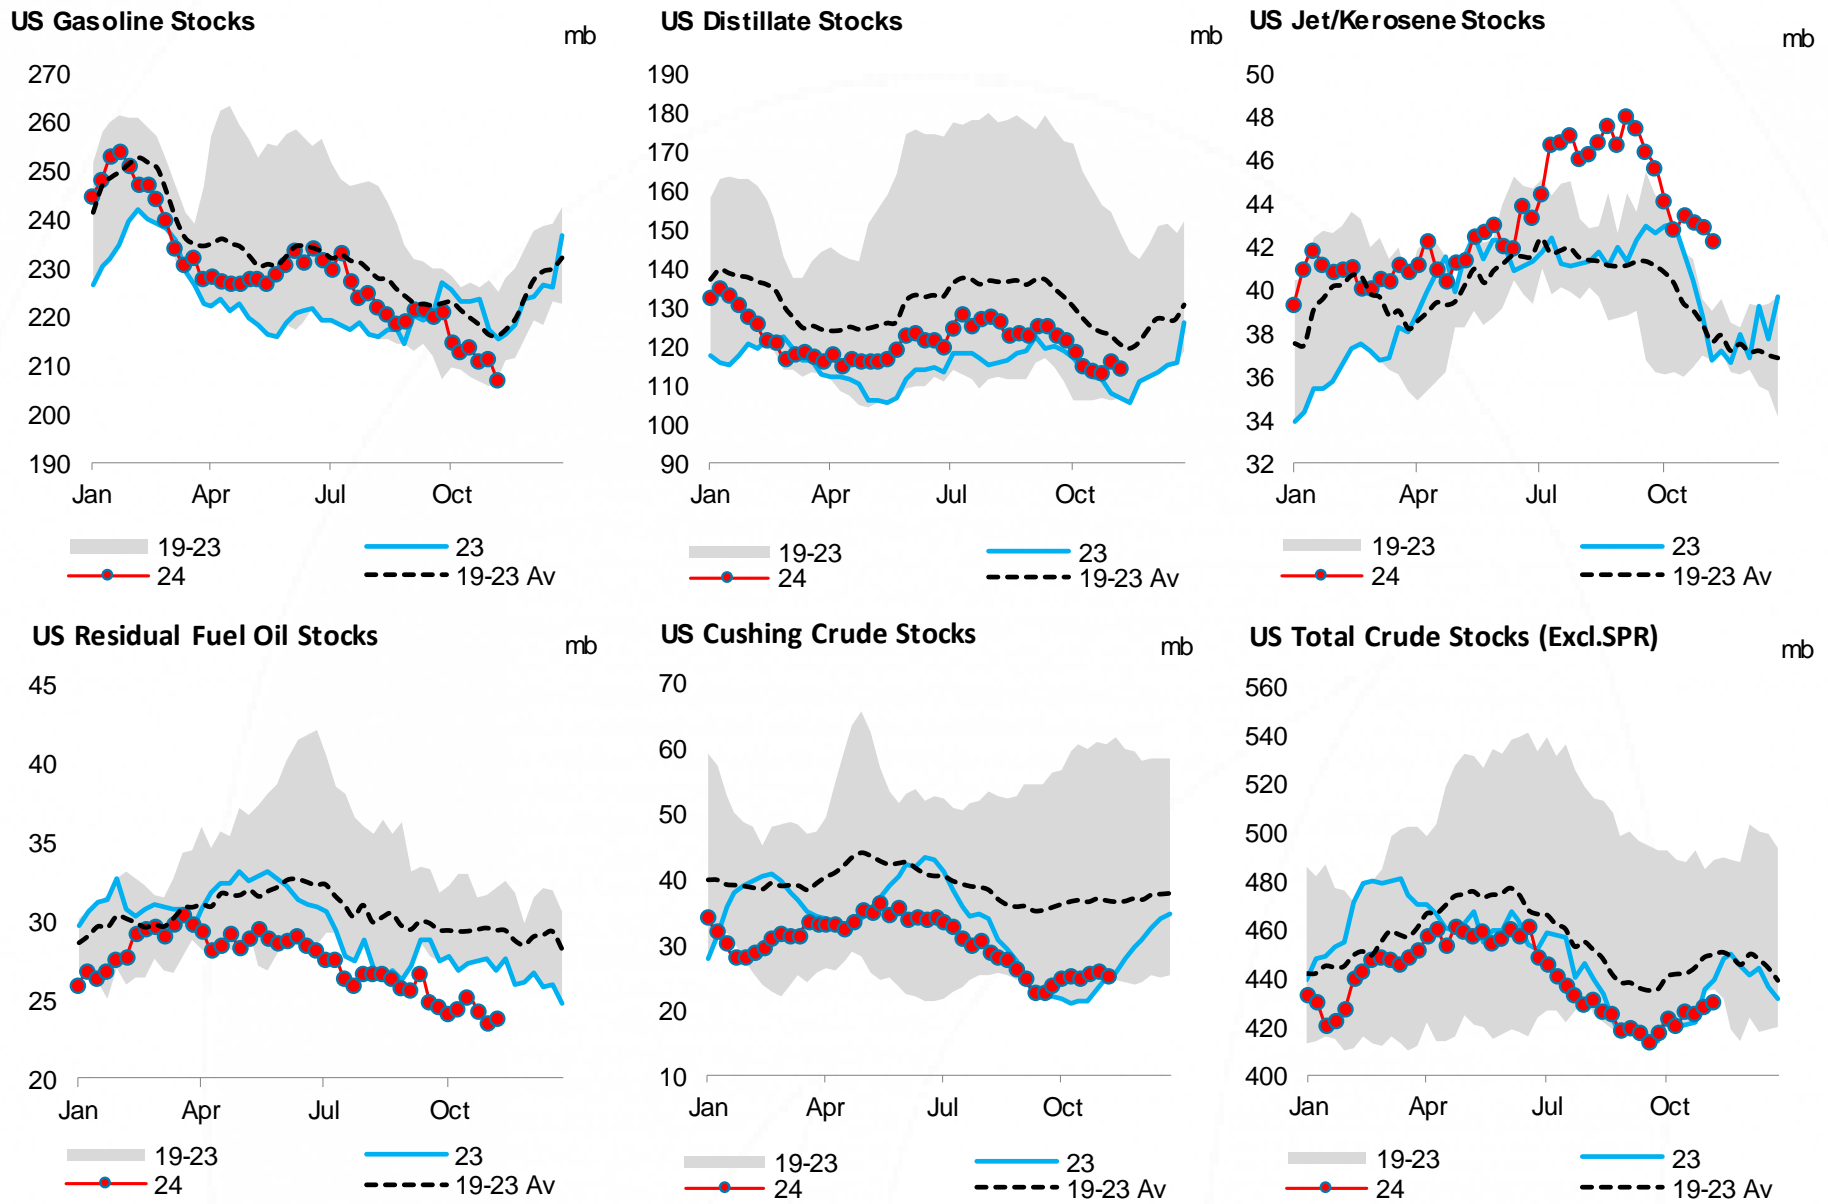 US Gasoline Stocks
mb
270
260
250
240
230
220
210
200
190
Jan Apr Jul Oct
19-23 23
24 19-23 Av
US Distillate Stocks
mb
190
180
170
160
150
140
130
120
110
100
90
Jan Apr Jul Oct
19-23 23
24 19-23 Av
US Jet/Kerosene Stocks
mb
50
48
46
44
42
40
38
36
34
32
Jan Apr Jul Oct
19-23 23
24 19-23 Av
US Residual Fuel Oil Stocks
mb
45
40
35
30
25
20
Jan Apr Jul Oct
19-23 23
24 19-23 Av
US Cushing Crude Stocks
mb
70
60
50
40
30
20
10
Jan Apr Jul Oct
19-23 23
24 19-23 Av
US Total Crude Stocks (Excl.SPR)
mb
560
540
520
500
480
460
440
420
400
Jan Apr Jul Oct
19-23 23
24 19-23 Av